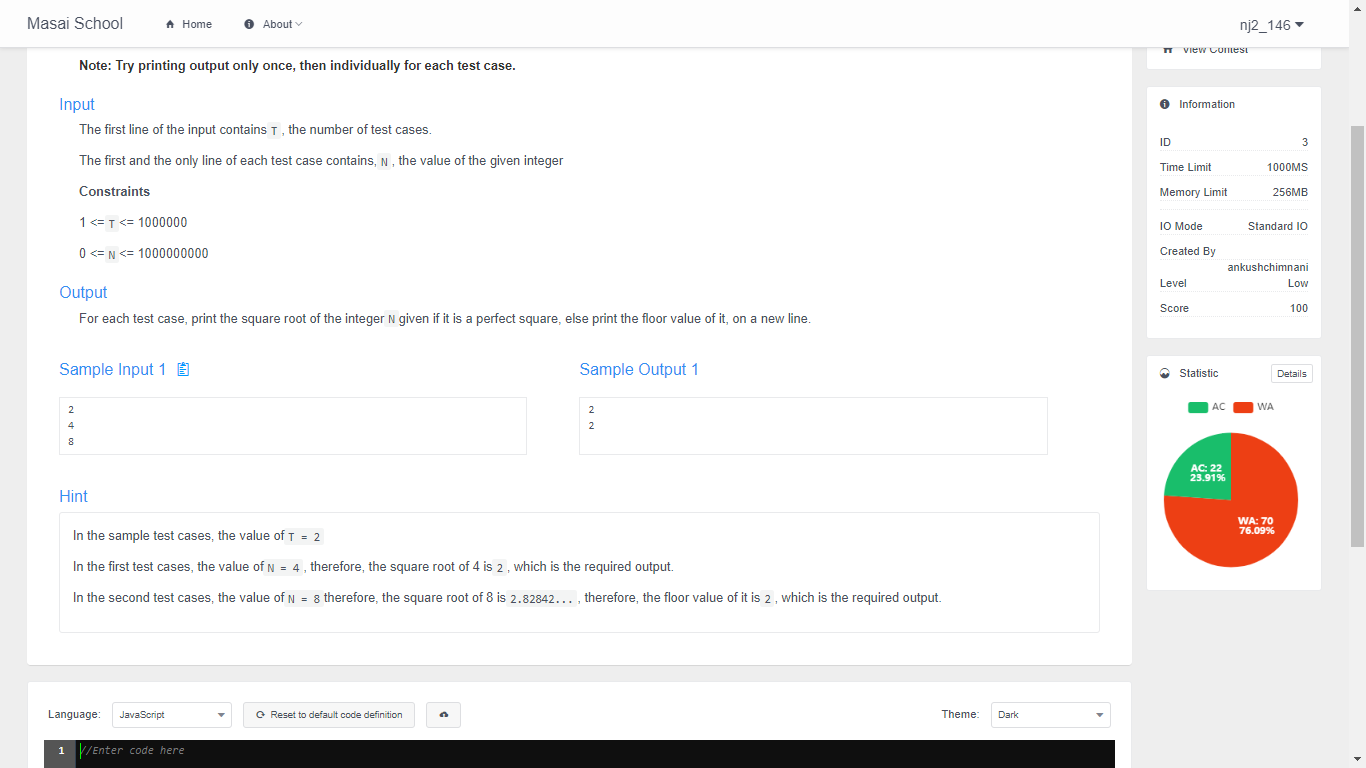 Masai School
Home
About
nj2_146
Note: Try printing output only once, then individually for each test case.
Input
The first line of the input contains T , the number of test cases.
The first and the only line of each test case contains, N , the value of the given integer
Constraints
1 <= T <= 1000000
0 <= N <= 1000000000
Output
For each test case, print the square root of the integer N given if it is a perfect square, else print the floor value of it, on a new line.
Sample Input 1
2
4
8
Sample Output 1
2
2
Hint
In the sample test cases, the value of T = 2
In the first test cases, the value of N = 4 , therefore, the square root of 4 is 2 , which is the required output.
In the second test cases, the value of N = 8 therefore, the square root of 8 is 2.82842... , therefore, the floor value of it is 2 , which is the required output.
Language:
JavaScript
Reset to default code definition
Theme:
Dark
1
//Enter code here
View Contest
Information
ID 3
Time Limit 1000MS
Memory Limit 256MB
IO Mode Standard IO
Created By
ankushchimnani
Level Low
Score 100
Statistic
Details
AC WA
AC: 22
23.91%
WA: 70
76.09%